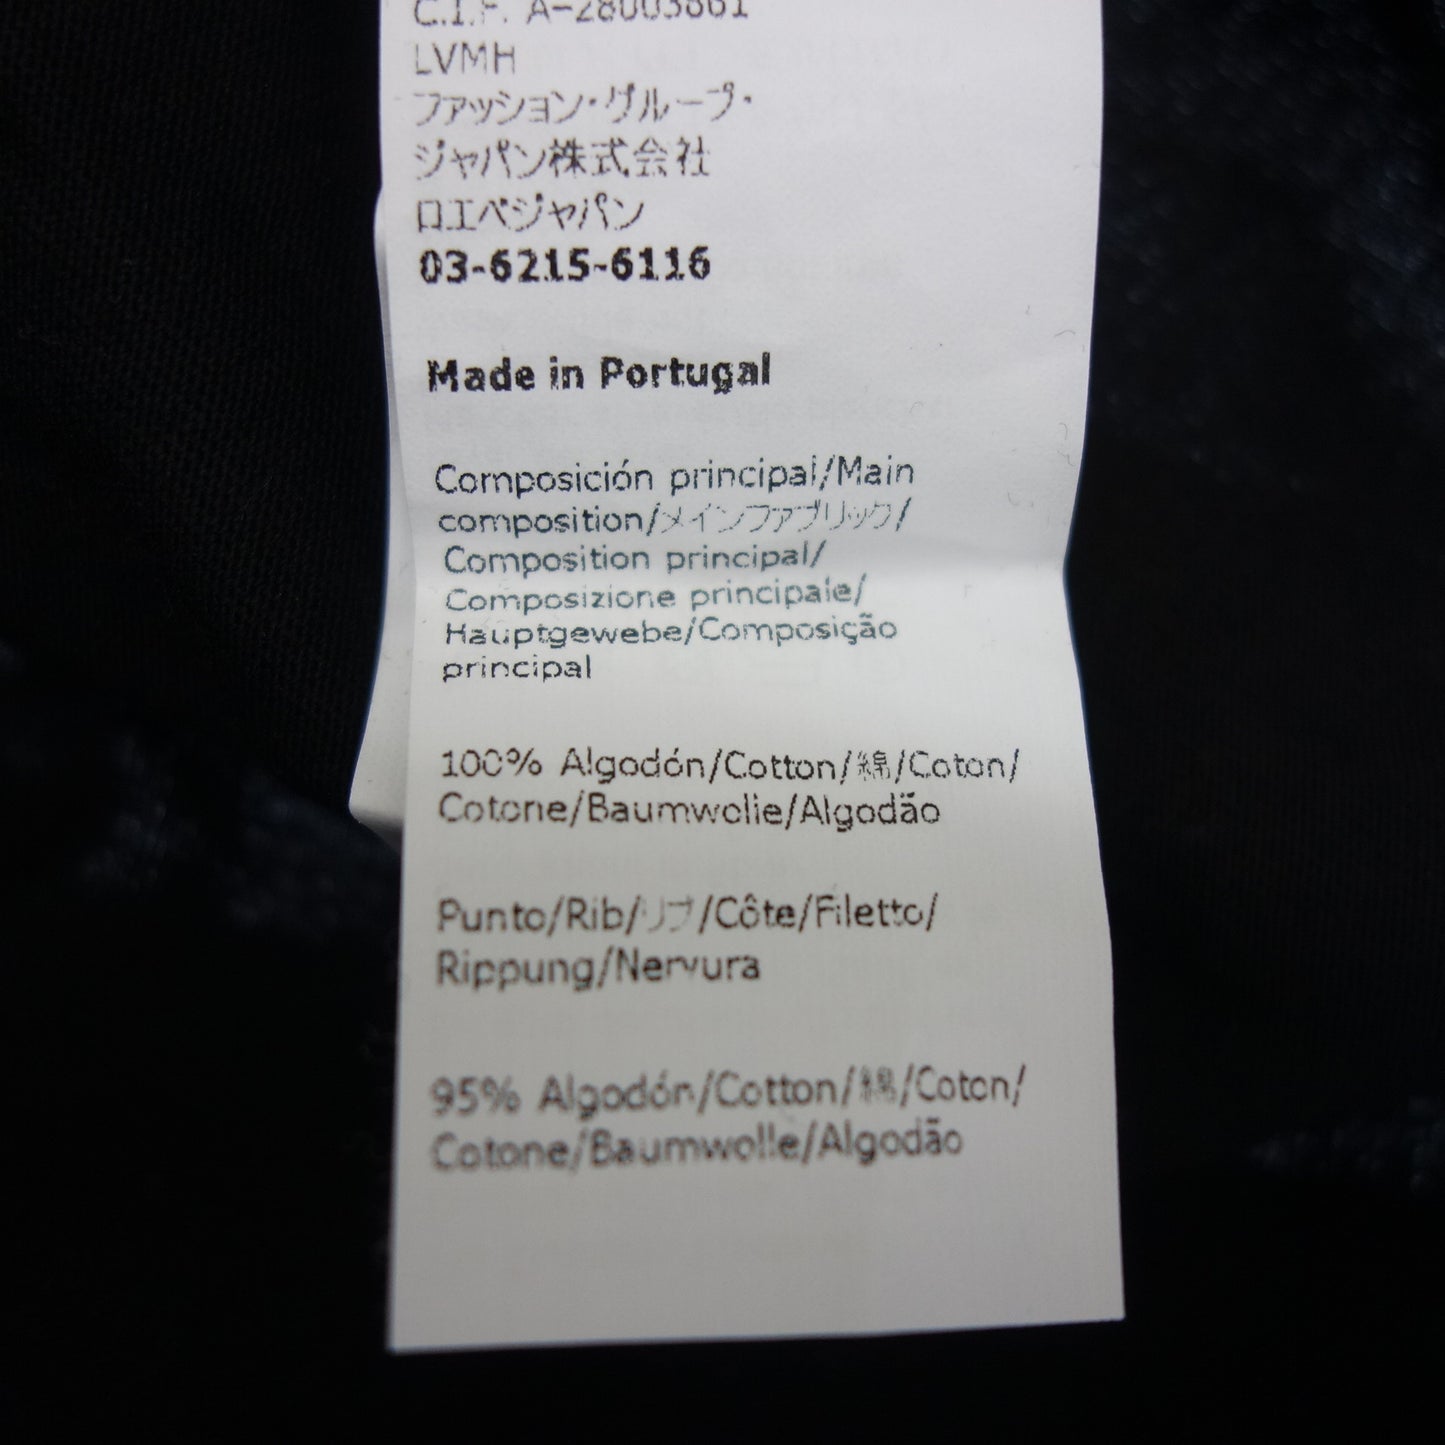 C.I.F. A-28003861
LVMH
ファッション・グループ・
ジャパン株式会社
ロエベジャパン
03-6215-6116
Made in Portugal
Composición principal/Main
composition/メインファブリック/
Composition principal/
Composizione principale/
Hauptgewebe/Composição
principal
100% Algodón/Cotton/綿/Coton/
Cotone/Baumwolle/Algodão
Punto/Rib/リブ/Côte/Filetto/
Rippung/Nervura
95% Algodón/Cotton/綿/Coton/
Cotone/Baumwolle/Algodão